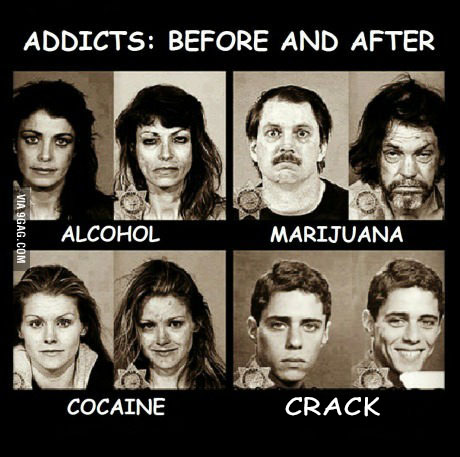 ADDICTS: BEFORE AND AFTER
ALCOHOL
MARIJUANA
VIA 9GAG.COM
COCAINE
CRACK